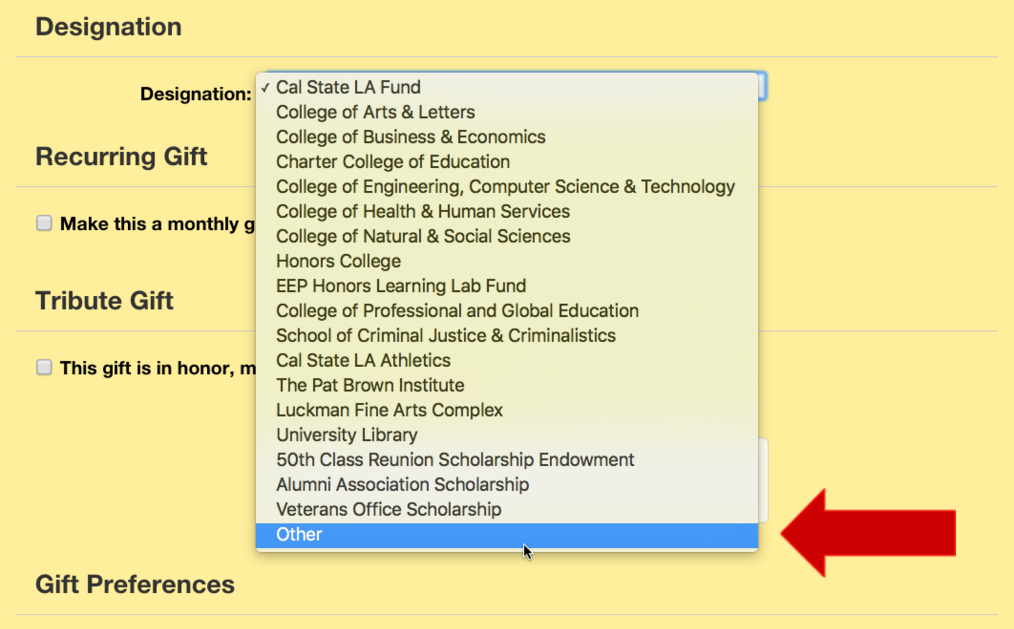 Designation
Designation:
✓ Cal State LA Fund
College of Arts & Letters
College of Business & Economics
Charter College of Education
College of Engineering, Computer Science & Technology
College of Health & Human Services
College of Natural & Social Sciences
Honors College
EEP Honors Learning Lab Fund
College of Professional and Global Education
School of Criminal Justice & Criminalistics
Cal State LA Athletics
The Pat Brown Institute
Luckman Fine Arts Complex
University Library
50th Class Reunion Scholarship Endowment
Alumni Association Scholarship
Veterans Office Scholarship
Other
Recurring Gift
Make this a monthly g
Tribute Gift
This gift is in honor, m
Gift Preferences